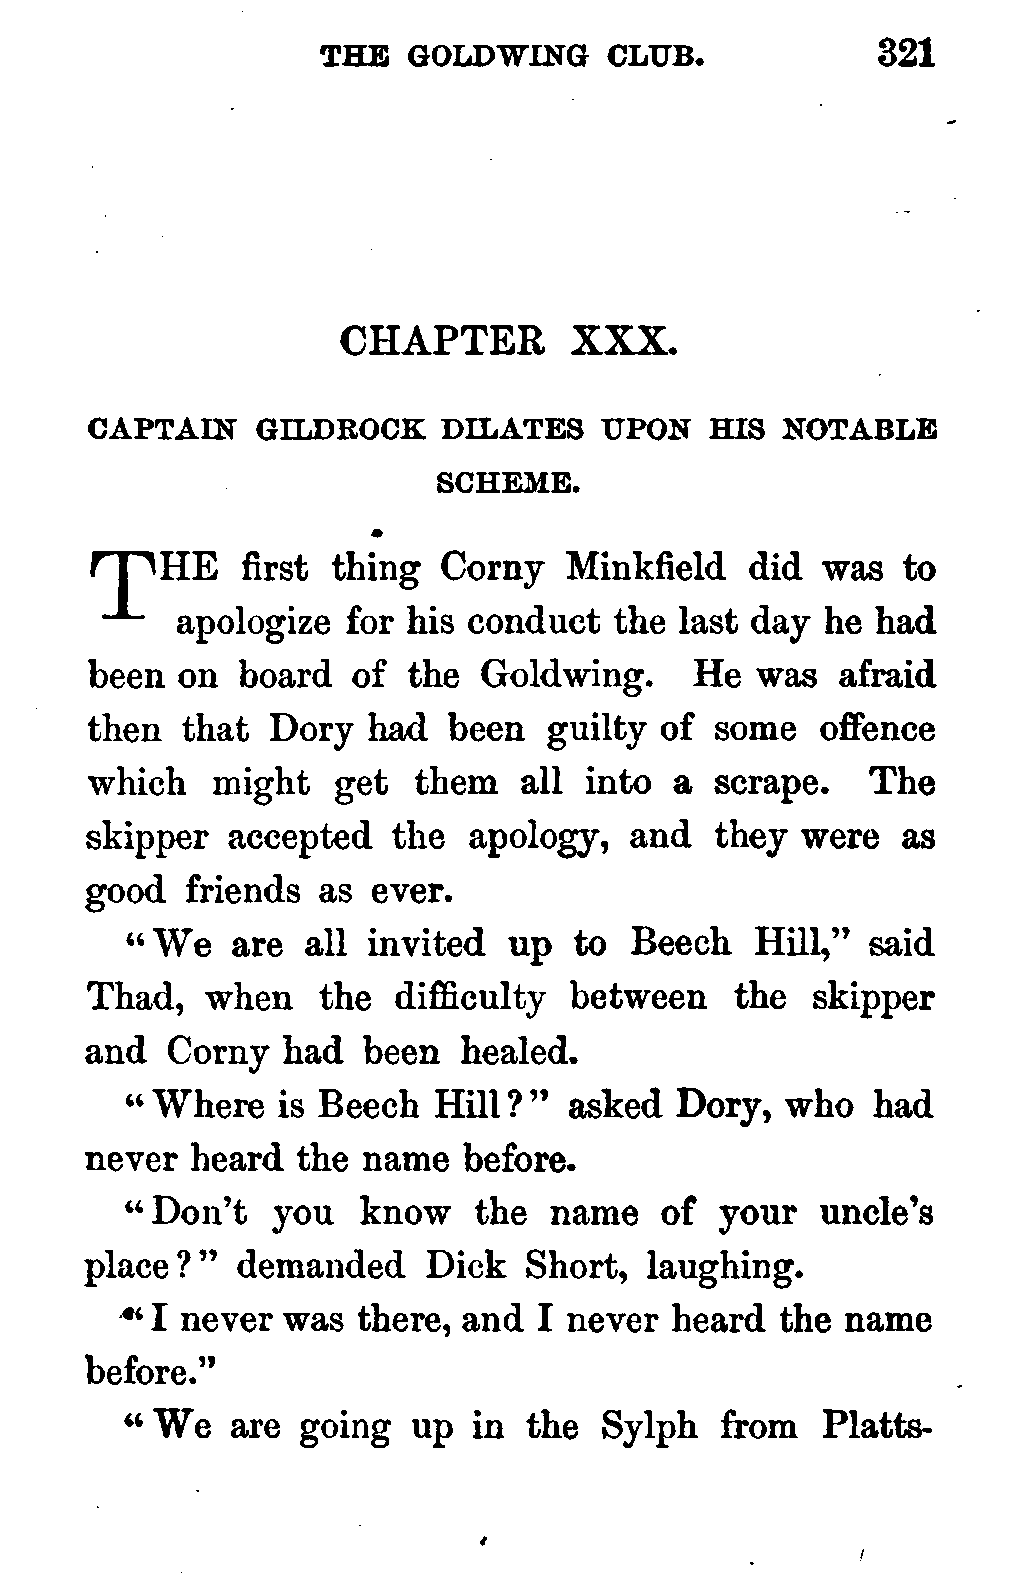 THE GOLDWING CLUB. 321
CHAPTER XXX.
CAPTAIN GILDROCK DILATES UPON HIS NOTABLE
SCHEME.
THE first thing Corny Minkfield did was to
apologize for his conduct the last day he had
been on board of the Goldwing. He was afraid
then that Dory had been guilty of some offence
which might get them all into a scrape. The
skipper accepted the apology, and they were as
good friends as ever.
“We are all invited up to Beech Hill,” said
Thad, when the difficulty between the skipper
and Corny had been healed.
“Where is Beech Hill?” asked Dory, who had
never heard the name before.
“Don’t you know the name of your uncle’s
place?” demanded Dick Short, laughing.
“I never was there, and I never heard the name
before.”
“We are going up in the Sylph from Platts-